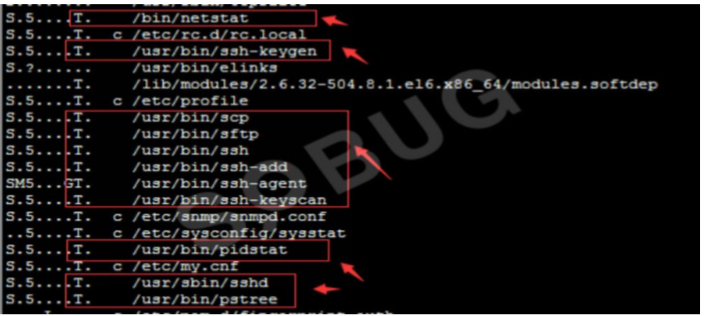 S.5....T. /bin/netstat
S.5....T. c /etc/rc.d/rc.local
S.5....T. /usr/bin/ssh-keygen
S.?...... /usr/bin/elinks
.......T. /lib/modules/2.6.32-504.8.1.el6.x86_64/modules.softdep
S.5....T. c /etc/profile
S.5....T. /usr/bin/scp
S.5....T. /usr/bin/sftp
S.5....T. /usr/bin/ssh
S.5....T. /usr/bin/ssh-add
SM5...GT. /usr/bin/ssh-agent
S.5....T. /usr/bin/ssh-keyscan
S.5....T. c /etc/snmp/snmpd.conf
..5....T. c /etc/sysconfig/sysstat
S.5....T. /usr/bin/pidstat
S.5....T. c /etc/my.cnf
S.5....T. /usr/sbin/sshd
S.5....T. /usr/bin/pstree
SOBUG